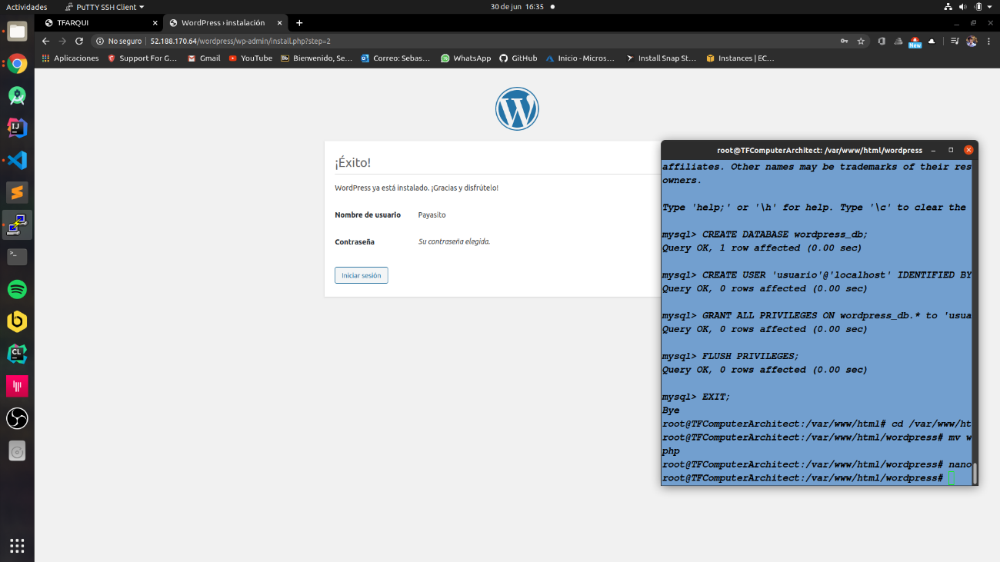 Actividades
PuTTY SSH Client
30 de jun 16:35
TFARQUI
WordPress › instalación
No seguro
52.188.170.64/wordpress/wp-admin/install.php?step=2
New
Aplicaciones
Support For G…
Gmail
YouTube
Bb
Bienvenido, Se…
Correo: Sebas…
WhatsApp
GitHub
Inicio - Micros…
Install Snap St…
Instances | EC…
W
¡Éxito!
WordPress ya está instalado. ¡Gracias y disfrútelo!
Nombre de usuario
Payasito
Contraseña
Su contraseña elegida.
Iniciar sesión
root@TFComputerArchitect: /var/www/html/wordpress
affiliates. Other names may be trademarks of their res
owners.
Type 'help;' or '\h' for help. Type '\c' to clear the
mysql> CREATE DATABASE wordpress_db;
Query OK, 1 row affected (0.00 sec)
mysql> CREATE USER 'usuario'@'localhost' IDENTIFIED BY
Query OK, 0 rows affected (0.00 sec)
mysql> GRANT ALL PRIVILEGES ON wordpress_db.* to 'usua
Query OK, 0 rows affected (0.00 sec)
mysql> FLUSH PRIVILEGES;
Query OK, 0 rows affected (0.00 sec)
mysql> EXIT;
Bye
root@TFComputerArchitect:/var/www/html# cd /var/www/ht
root@TFComputerArchitect:/var/www/html/wordpress# mv w
php
root@TFComputerArchitect:/var/www/html/wordpress# nano
root@TFComputerArchitect:/var/www/html/wordpress#
IJ
>_
CL